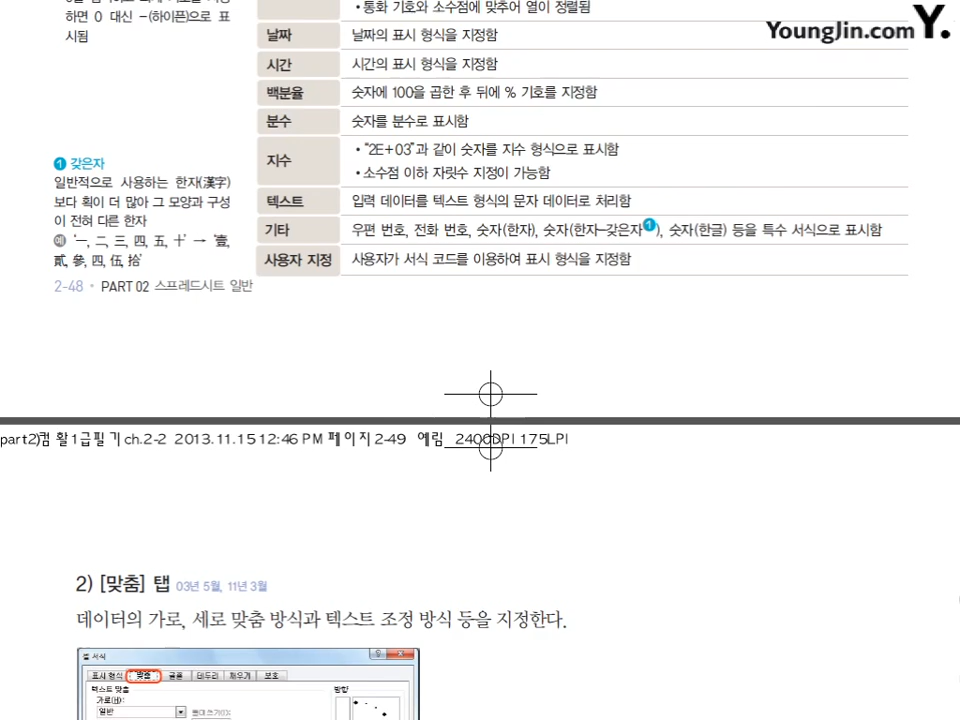 하면 0 대신 -(하이픈)으로 표
시됨
• 통화 기호와 소수점에 맞추어 열이 정렬됨
YoungJin.com Y.
날짜 날짜의 표시 형식을 지정함
시간 시간의 표시 형식을 지정함
백분율 숫자에 100을 곱한 후 뒤에 % 기호를 지정함
분수 숫자를 분수로 표시함
지수 • "2E+03"과 같이 숫자를 지수 형식으로 표시함
• 소수점 이하 자릿수 지정이 가능함
텍스트 입력 데이터를 텍스트 형식의 문자 데이터로 처리함
기타 우편 번호, 전화 번호, 숫자(한자), 숫자(한자-갖은자1), 숫자(한글) 등을 특수 서식으로 표시함
사용자 지정 사용자가 서식 코드를 이용하여 표시 형식을 지정함
1 갖은자
일반적으로 사용하는 한자(漢字)
보다 획이 더 많아 그 모양과 구성
이 전혀 다른 한자
예 '一, 二, 三, 四, 五, 十' → '壹,
貳, 參, 四, 伍, 拾'
2-48 • PART 02 스프레드시트 일반
part2)컴활1급필기ch.2-2 2013.11.15 12:46 PM 페이지2-49 예림 2400DPI 175LPI
2) [맞춤] 탭 03년 5월, 11년 3월
데이터의 가로, 세로 맞춤 방식과 텍스트 조정 방식 등을 지정한다.
셀 서식
표시 형식 맞춤 글꼴 테두리 채우기 보호
텍스트 맞춤 방향
가로(H):
일반 들여쓰기(I):